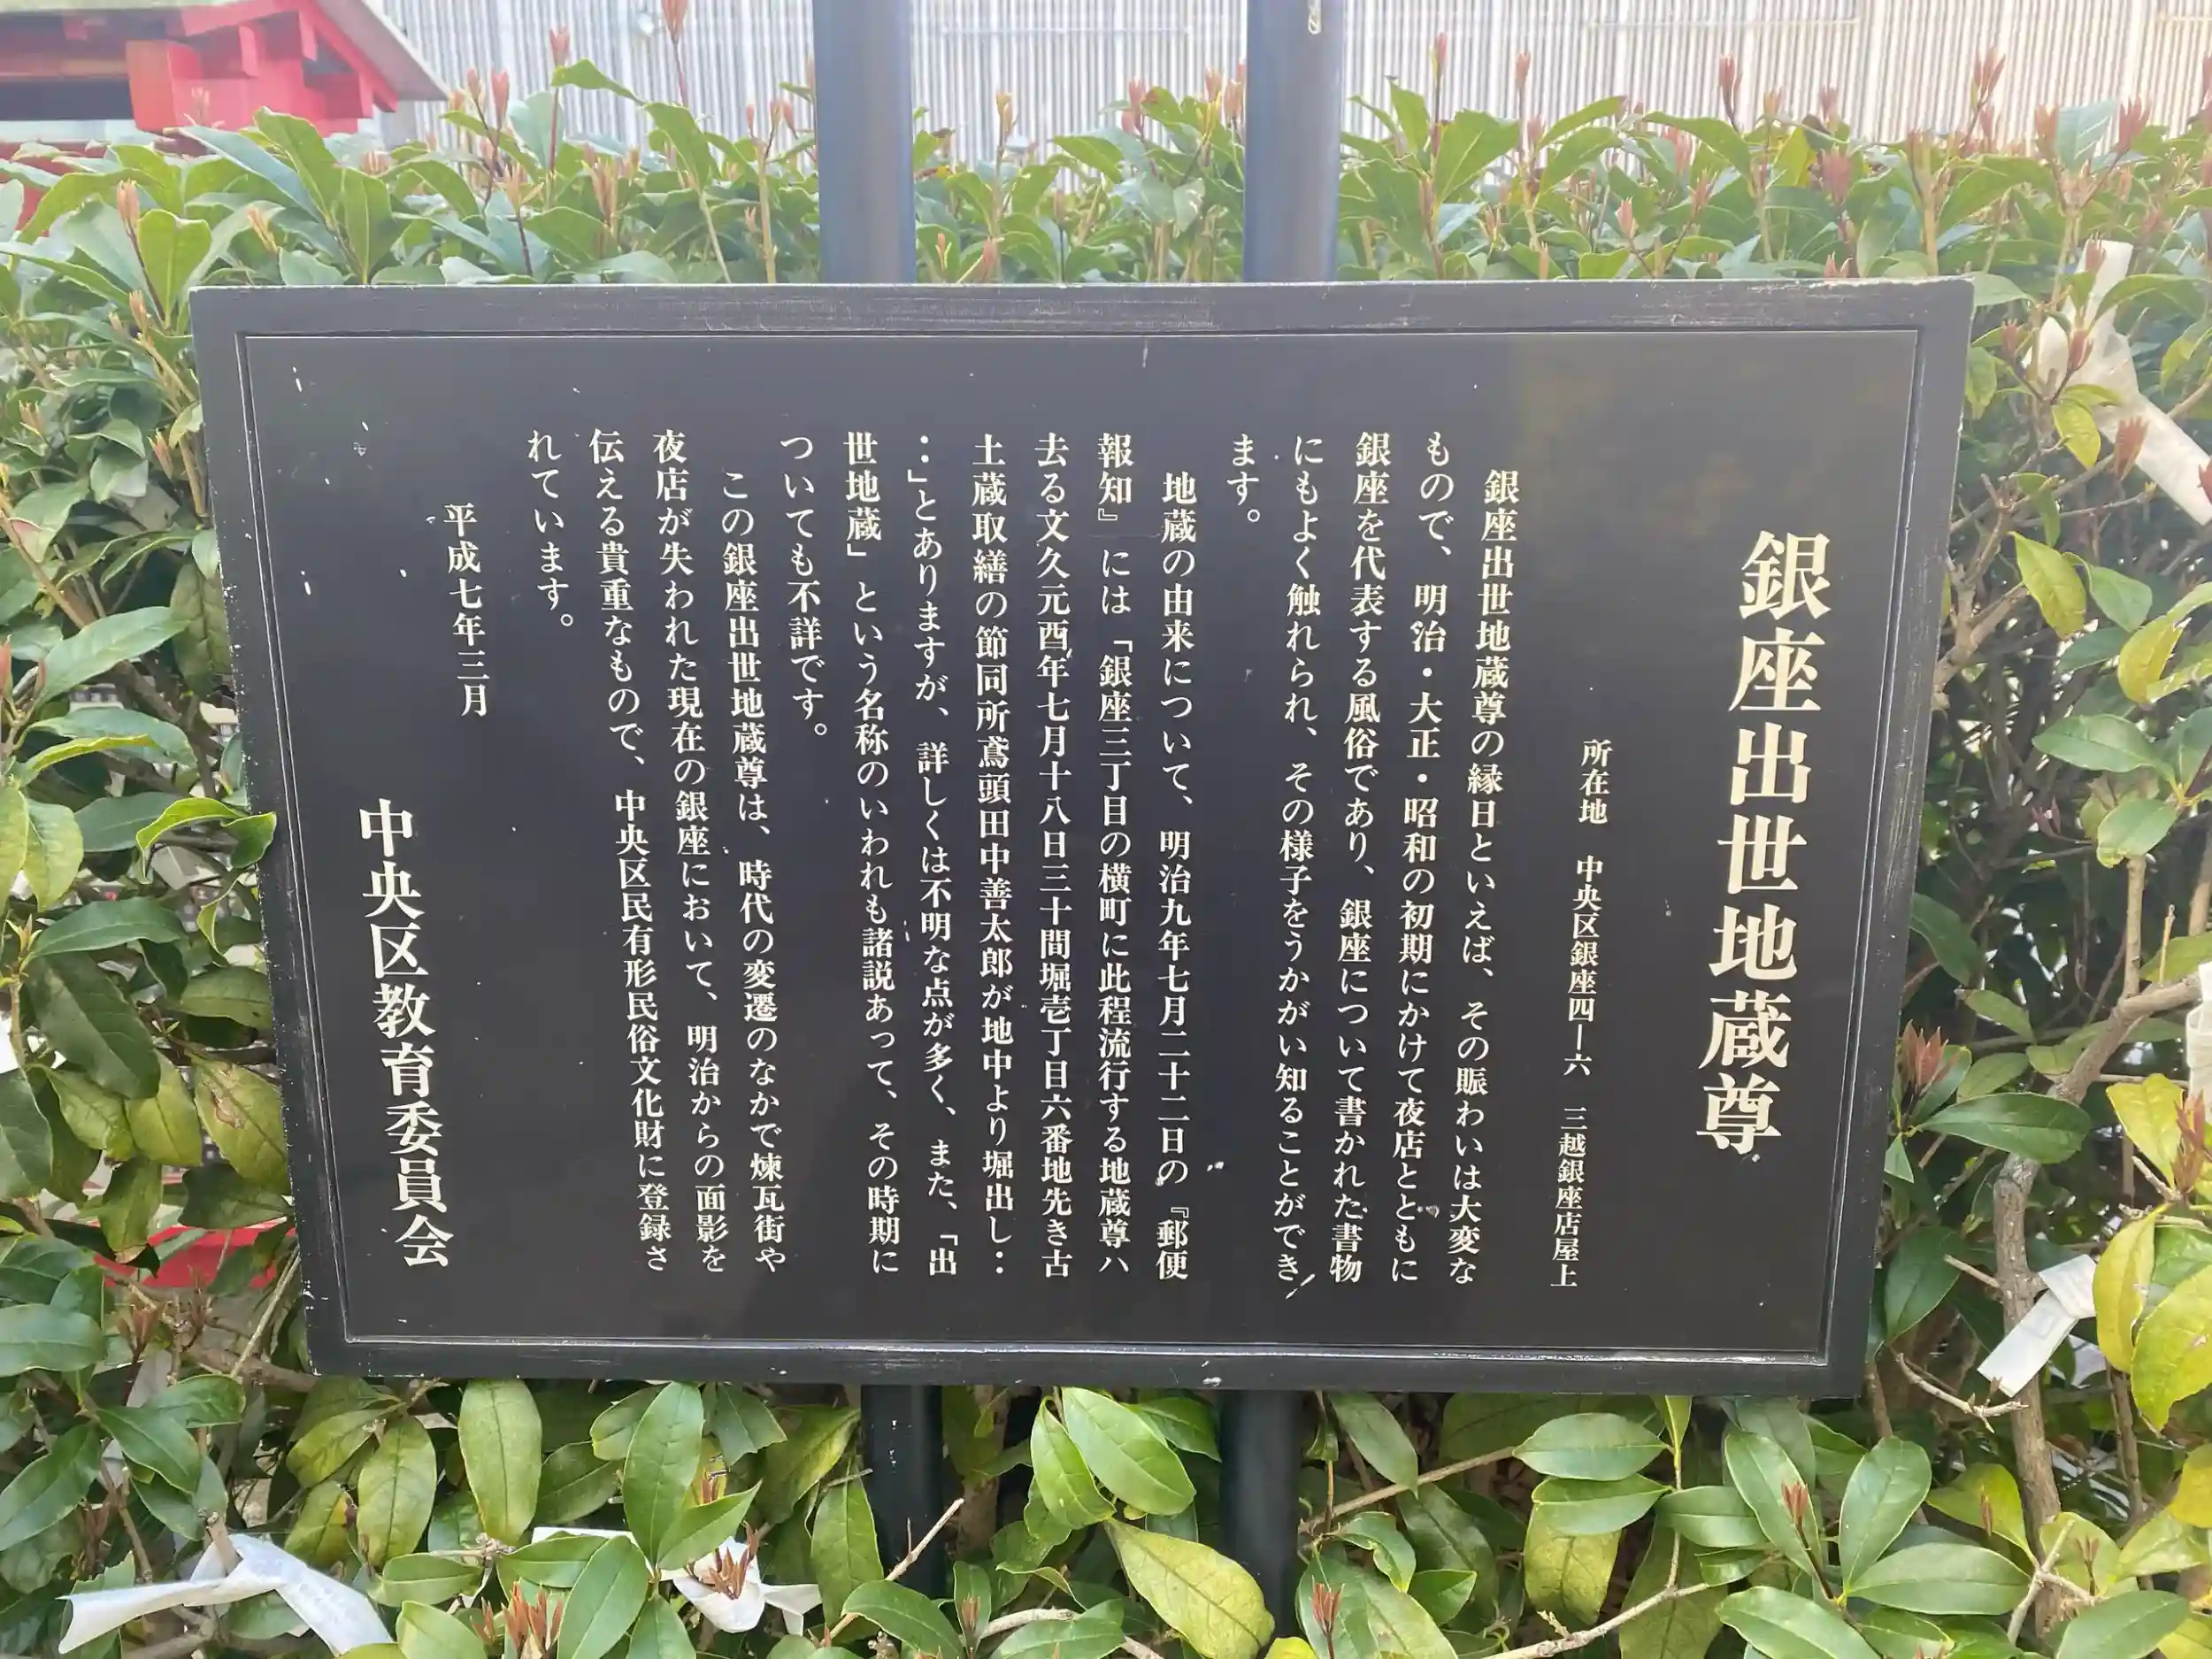 銀座出世地蔵尊
所在地　中央区銀座四―六　三越銀座店屋上
銀座出世地蔵尊の縁日といえば、その賑わいは大変な
もので、明治・大正・昭和の初期にかけて夜店とともに
銀座を代表する風俗であり、銀座について書かれた書物
にもよく触れられ、その様子をうかがい知ることができ
ます。
地蔵の由来について、明治九年七月二十二日の『郵便
報知』には「銀座三丁目の横町に此程流行する地蔵尊ハ
去る文久元酉年七月十八日三十間堀壱丁目六番地先き古
土蔵取繕の節同所鳶頭田中善太郎が地中より堀出し・・
・・」とありますが、詳しくは不明な点が多く、また、「出
世地蔵」という名称のいわれも諸説あって、その時期に
ついても不詳です。
この銀座出世地蔵尊は、時代の変遷のなかで煉瓦街や
夜店が失われた現在の銀座において、明治からの面影を
伝える貴重なもので、中央区民有形民俗文化財に登録さ
れています。
平成七年三月
中央区教育委員会